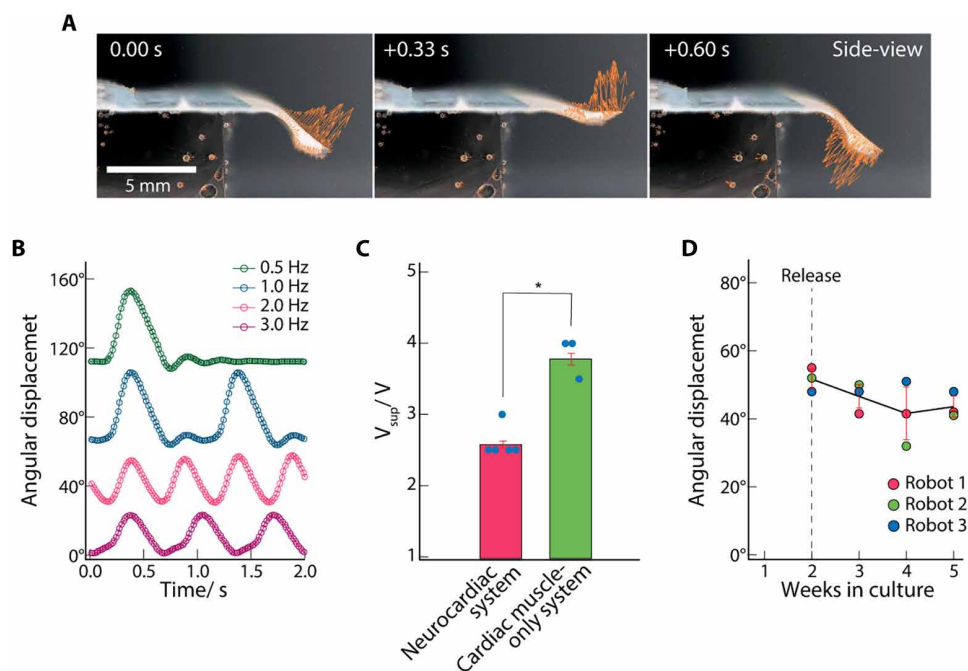 A
0.00 s
+0.33 s
+0.60 s
Side-view
5 mm
B
Angular displacemet
160°
120°
80°
40°
0°
0.5 Hz
1.0 Hz
2.0 Hz
3.0 Hz
0.0
0.5
1.0
1.5
2.0
Time/ s
C
Vsup/ V
5
4
3
2
1
*
Neurocardiac
system
Cardiac muscle-
only system
D
Angular displacemet
80°
60°
40°
20°
0°
Release
Robot 1
Robot 2
Robot 3
1
2
3
4
5
Weeks in culture